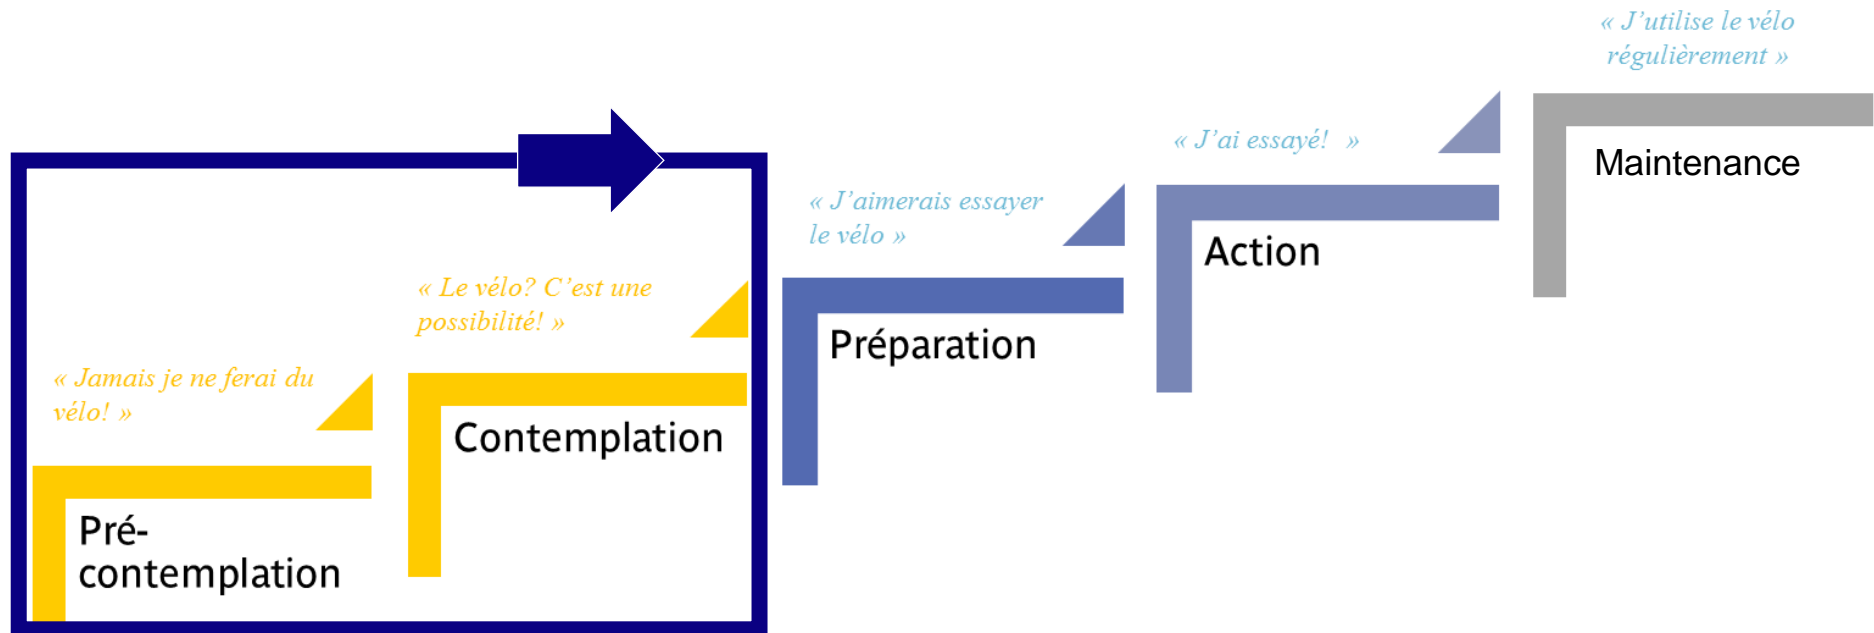 « Jamais je ne ferai du
vélo! »
Pré-
contemplation
« Le vélo? C'est une
possibilité! »
Contemplation
« J'aimerais essayer
le vélo »
Préparation
« J'ai essayé!  »
Action
« J'utilise le vélo
régulièrement »
Maintenance